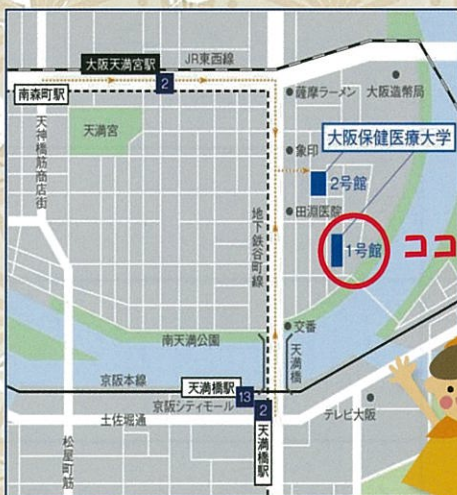 大阪天満宮駅
JR東西線
2
南森町駅
薩摩ラーメン
大阪造幣局
天神橋筋商店街
天満宮
大阪保健医療大学
象印
2号館
地下鉄谷町線
田淵医院
1号館
ココ
交番
南天満公園
天満橋
京阪本線
天満橋駅
13
京阪シティモール
2
テレビ大阪
土佐堀通
天満橋駅
松屋町筋